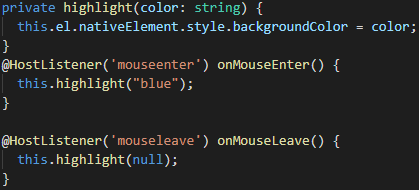 private highlight(color: string) {
  this.el.nativeElement.style.backgroundColor = color;
}
@HostListener('mouseenter') onMouseEnter() {
  this.highlight("blue");
}

@HostListener('mouseleave') onMouseLeave() {
  this.highlight(null);
}